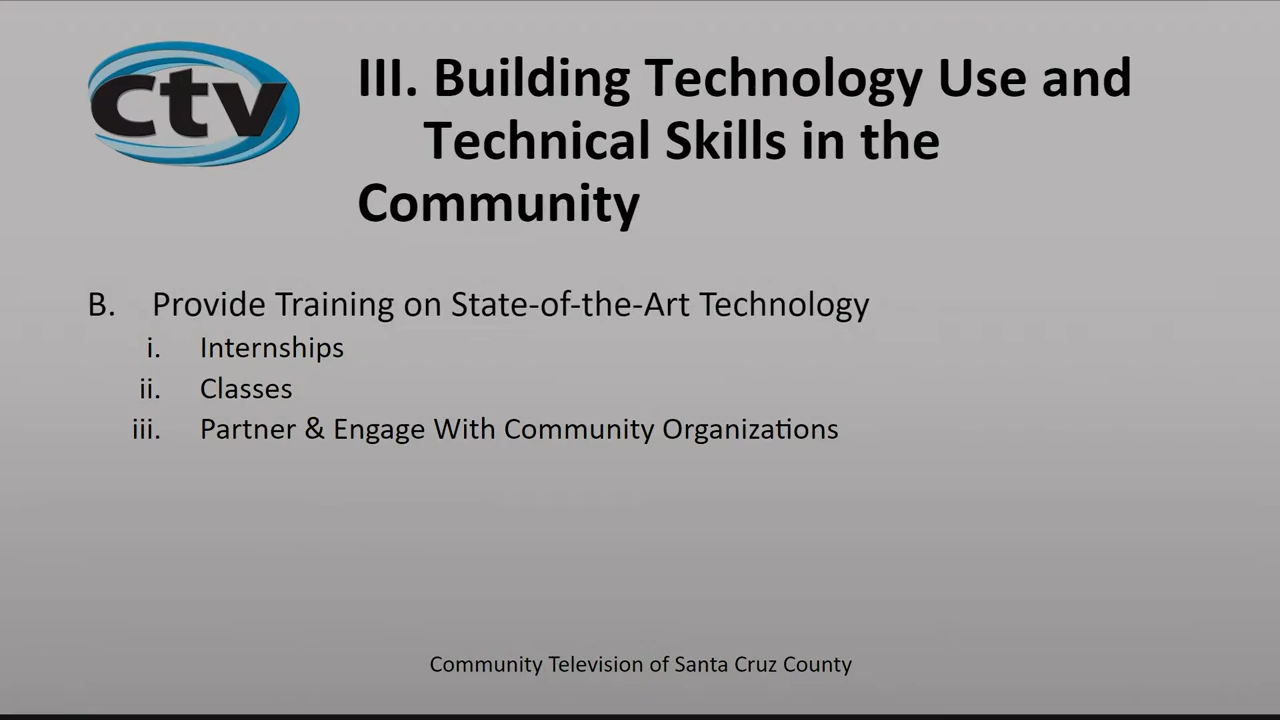 ctv
III. Building Technology Use and
Technical Skills in the
Community
B. Provide Training on State-of-the-Art Technology
i. Internships
ii. Classes
iii. Partner & Engage With Community Organizations
Community Television of Santa Cruz County